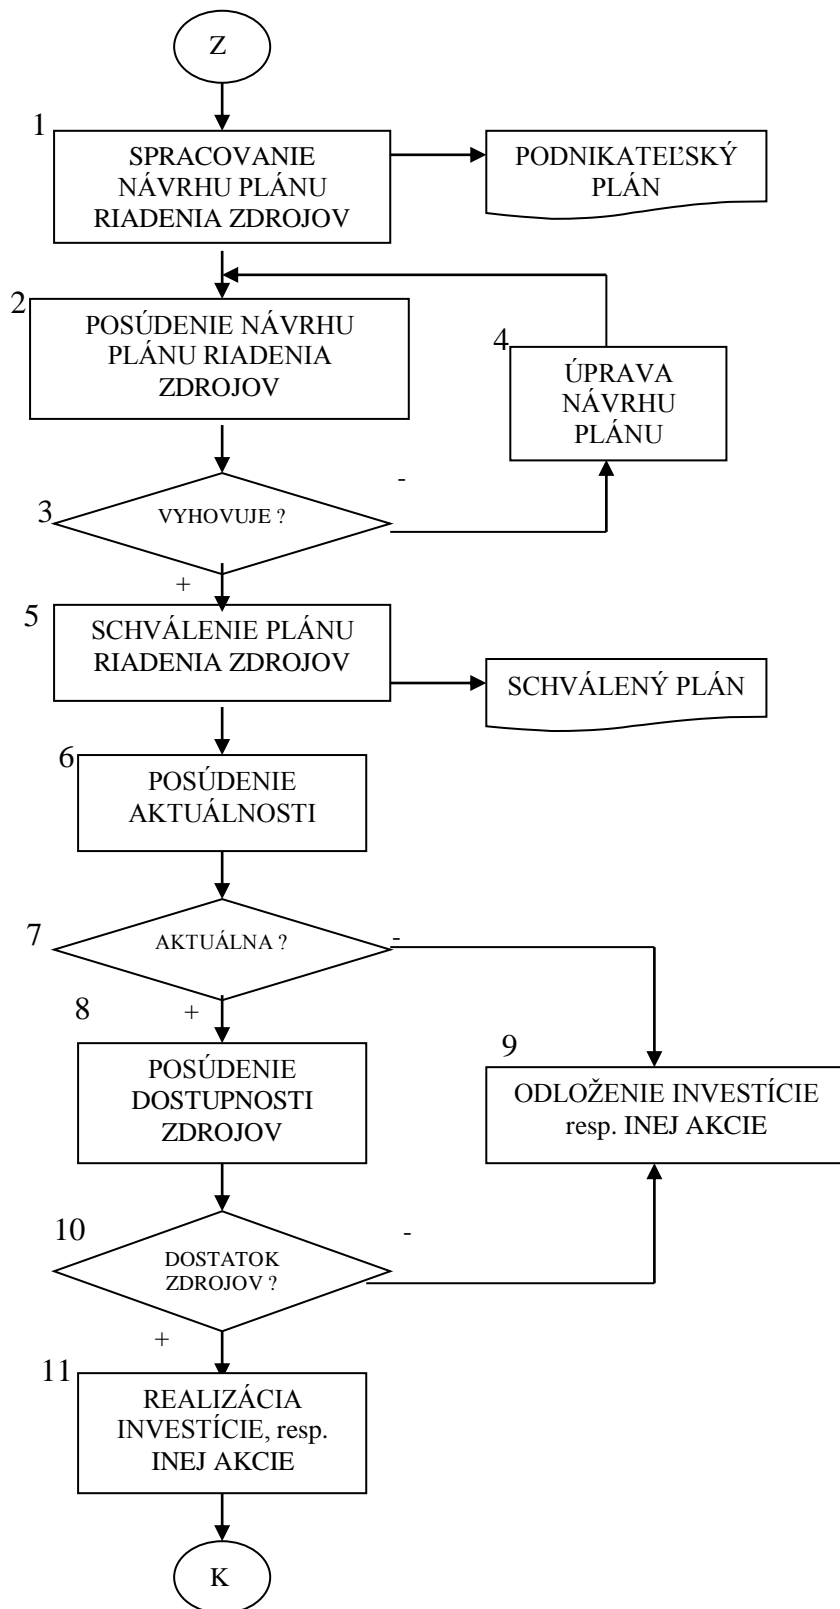 Z
1
SPRACOVANIE
NÁVRHU PLÁNU
RIADENIA ZDROJOV
PODNIKATEĽSKÝ
PLÁN
2
POSÚDENIE NÁVRHU
PLÁNU RIADENIA
ZDROJOV
4
ÚPRAVA
NÁVRHU
PLÁNU
-
3
VYHOVUJE ?
+
5
SCHVÁLENIE PLÁNU
RIADENIA ZDROJOV
SCHVÁLENÝ PLÁN
6
POSÚDENIE
AKTUÁLNOSTI
7
AKTUÁLNA ?
-
8
+
POSÚDENIE
DOSTUPNOSTI
ZDROJOV
9
ODLOŽENIE INVESTÍCIE
resp. INEJ AKCIE
10
-
DOSTATOK
ZDROJOV ?
+
11
REALIZÁCIA
INVESTÍCIE, resp.
INEJ AKCIE
K